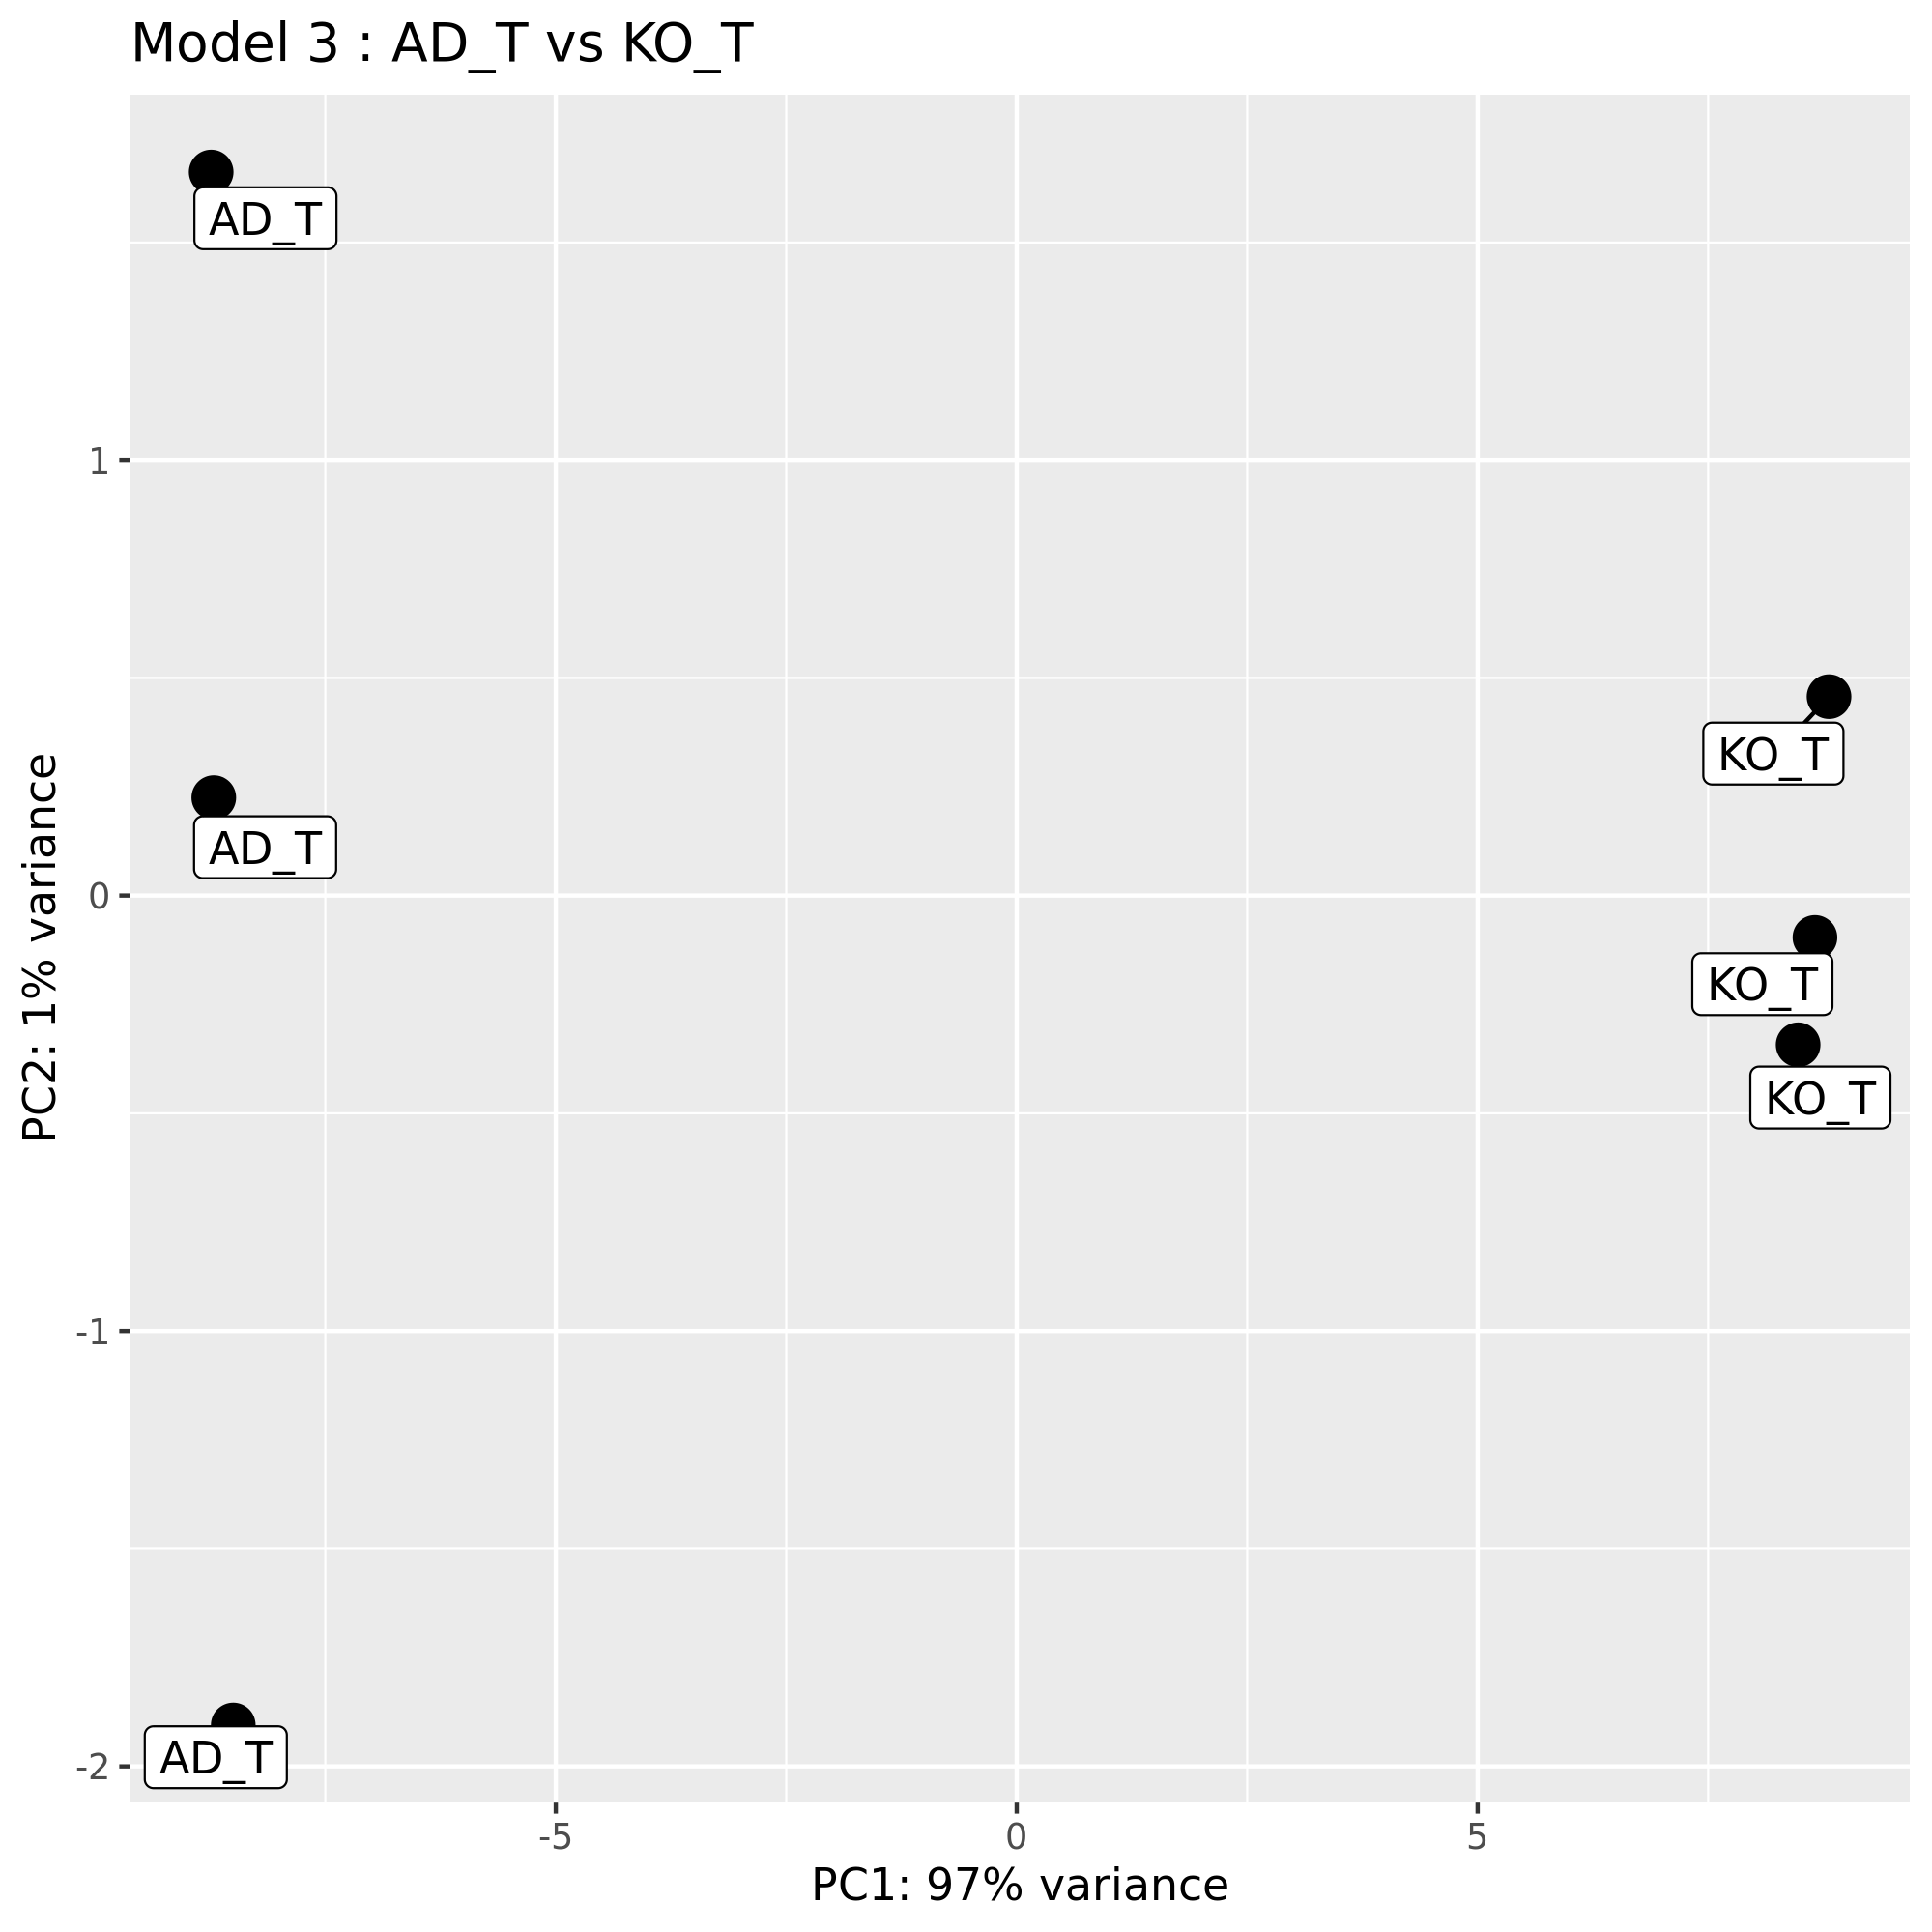 Model 3 : AD_T vs KO_T
AD_T
1
KO_T
AD_T
0
KO_T
KO_T
-1
AD_T
-2
-5
0
5
PC1: 97% variance
PC2: 1% variance